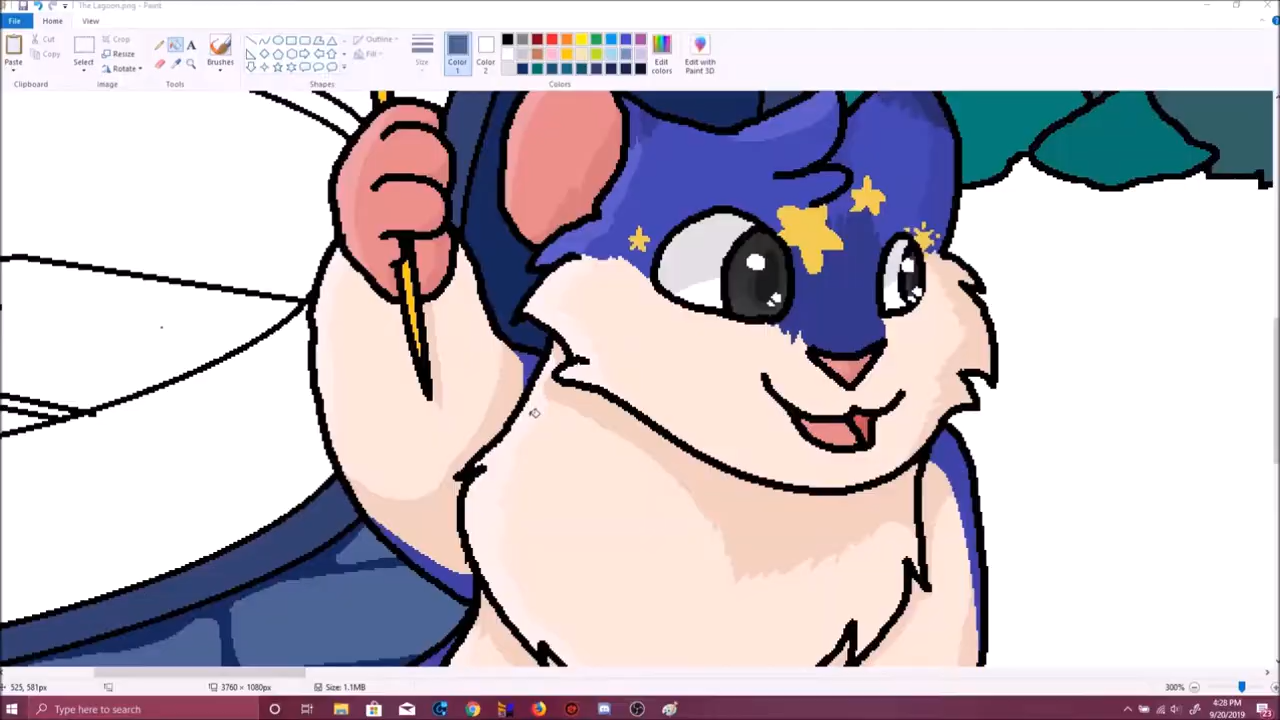 The Lagoon.png - Paint
File Home View
Paste
Cut
Copy
Clipboard
Select
Crop
Resize
Rotate
Image
A
Tools
Brushes
Shapes
Outline
Fill
Size
Color 1
Color 2
Edit colors
Colors
Edit with Paint 3D
525, 581px
3760 × 1080px
Size: 1.1MB
300%
Type here to search
4:28 PM
9/20/2019
23